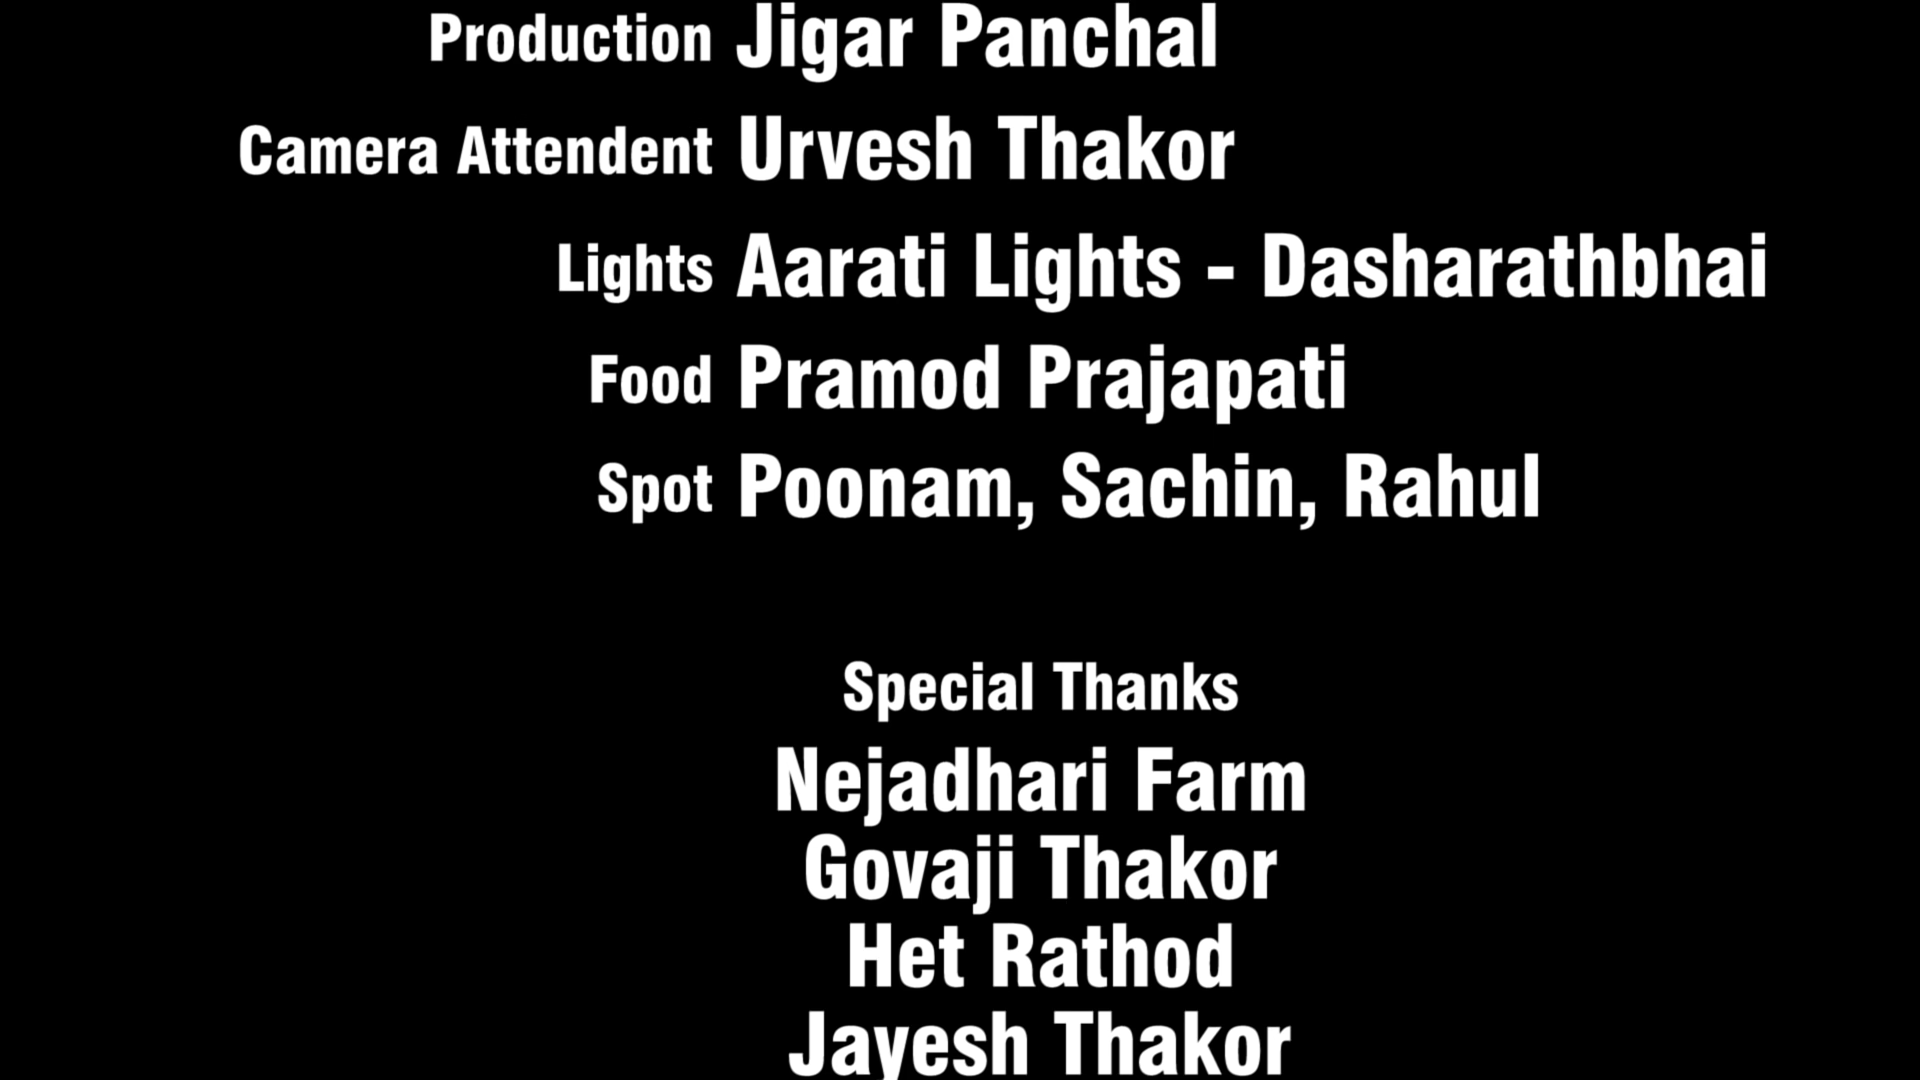 Production Jigar Panchal
Camera Attendent Urvesh Thakor
Lights Aarati Lights - Dasharathbhai
Food Pramod Prajapati
Spot Poonam, Sachin, Rahul
Special Thanks
Nejadhari Farm
Govaji Thakor
Het Rathod
Jayesh Thakor